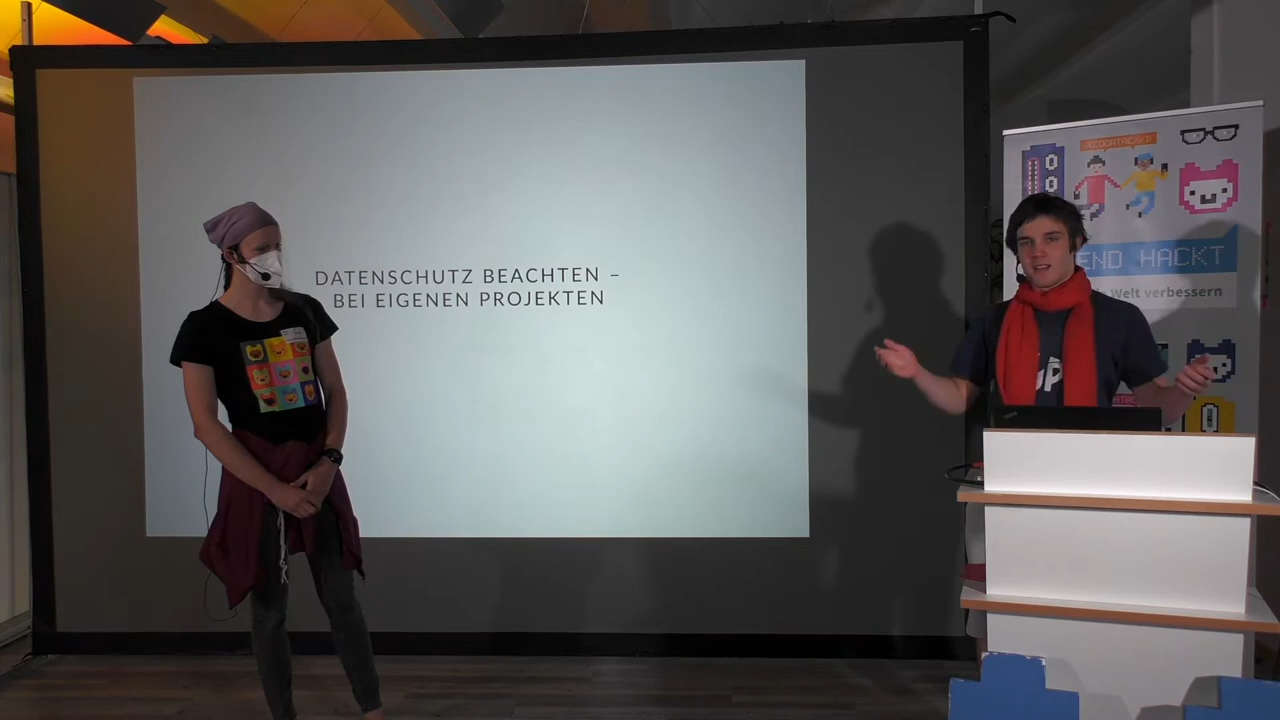 DATENSCHUTZ BEACHTEN –
BEI EIGENEN PROJEKTEN
END HACKT
Welt verbessern